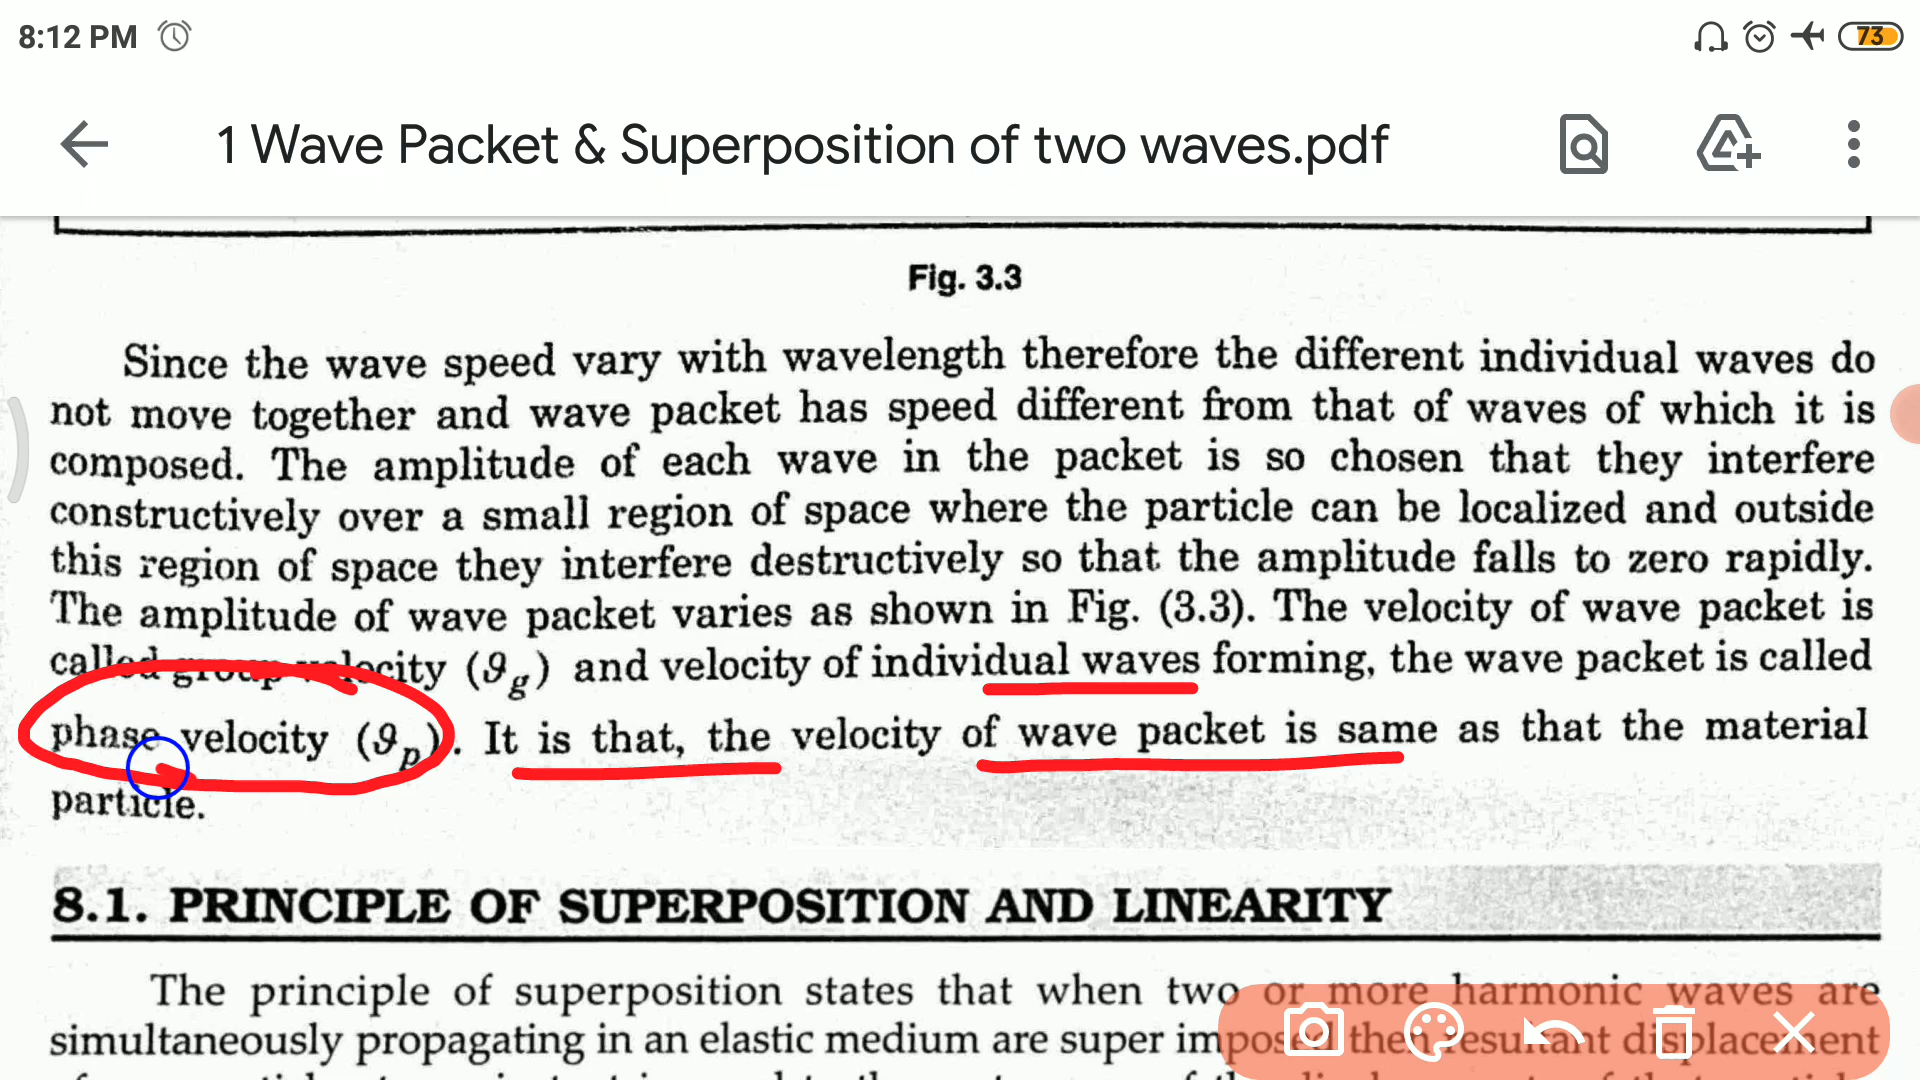 8:12 PM
73
1 Wave Packet & Superposition of two waves.pdf
Fig. 3.3
Since the wave speed vary with wavelength therefore the different individual waves do
not move together and wave packet has speed different from that of waves of which it is
composed. The amplitude of each wave in the packet is so chosen that they interfere
constructively over a small region of space where the particle can be localized and outside
this region of space they interfere destructively so that the amplitude falls to zero rapidly.
The amplitude of wave packet varies as shown in Fig. (3.3). The velocity of wave packet is
called group velocity (ϑg) and velocity of individual waves forming, the wave packet is called
phase velocity (ϑp). It is that, the velocity of wave packet is same as that the material
particle.
8.1. PRINCIPLE OF SUPERPOSITION AND LINEARITY
The principle of superposition states that when two or more harmonic waves are
simultaneously propagating in an elastic medium are super imposed then resultant displacement